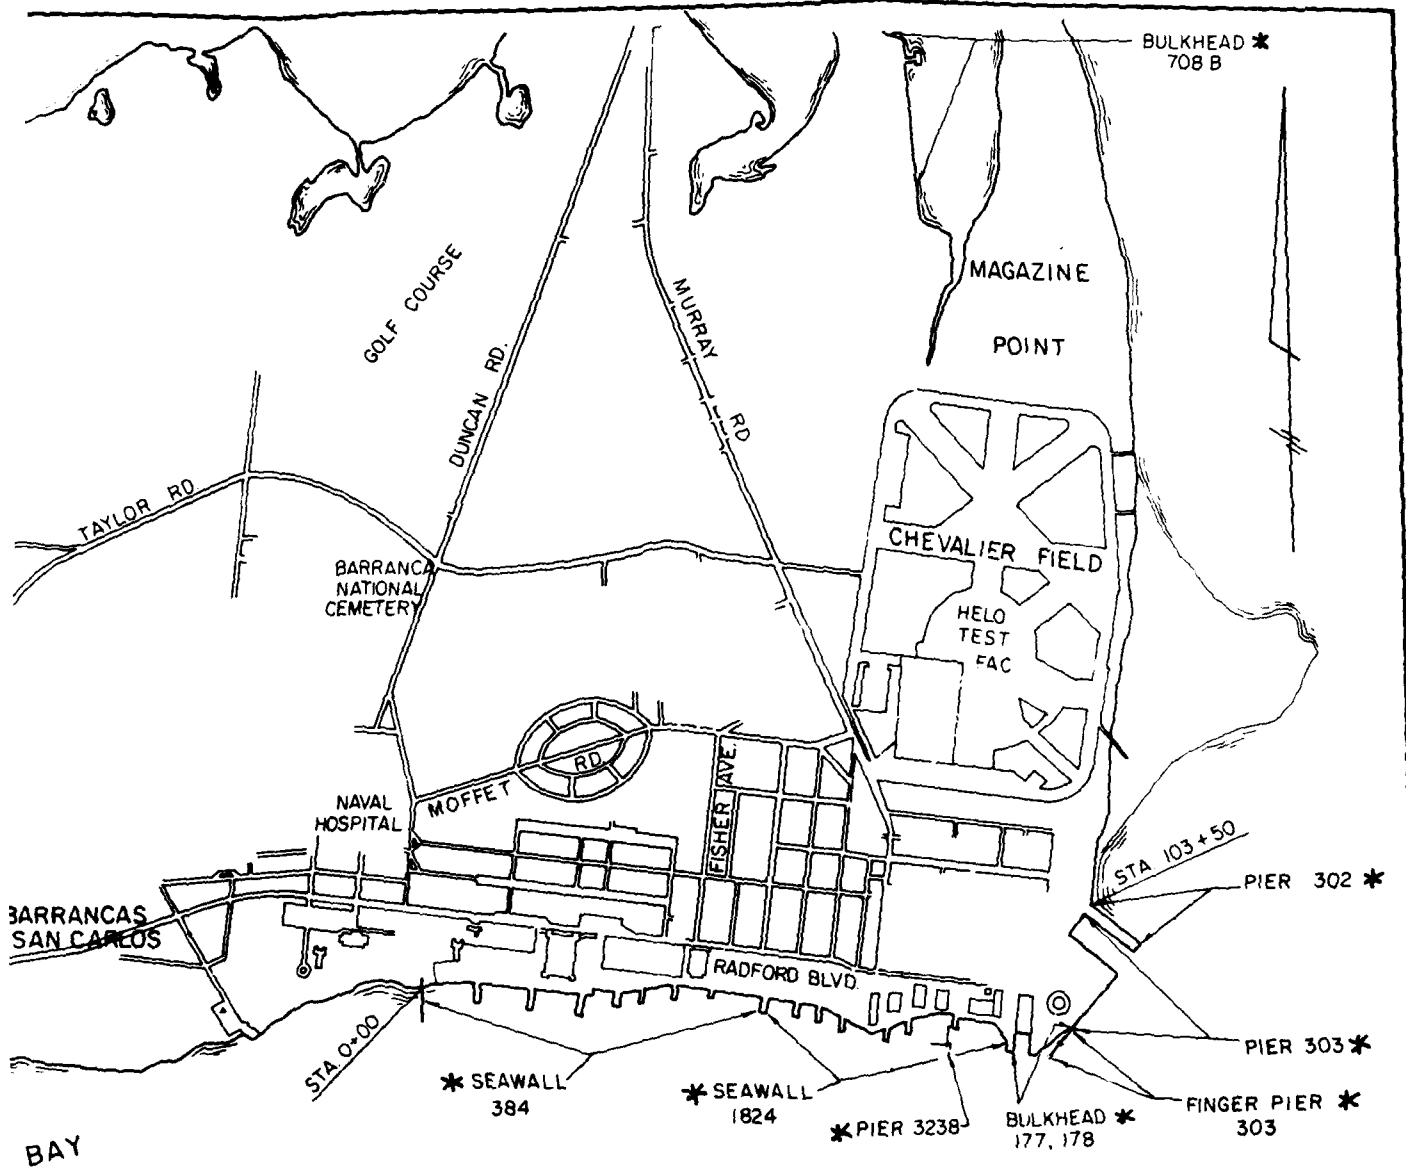 BULKHEAD *
708 B
MAGAZINE
POINT
GOLF COURSE
DUNCAN RD.
MURRAY RD
TAYLOR RD
CHEVALIER FIELD
BARRANCA
NATIONAL
CEMETERY
HELO
TEST
FAC
MOFFET RD.
FISHER AVE.
NAVAL
HOSPITAL
STA 103+50
PIER 302 *
BARRANCAS
SAN CARLOS
RADFORD BLVD.
STA. 0+00
PIER 303 *
* SEAWALL
384
* SEAWALL
1824
* PIER 3238
BULKHEAD *
177, 178
FINGER PIER *
303
BAY